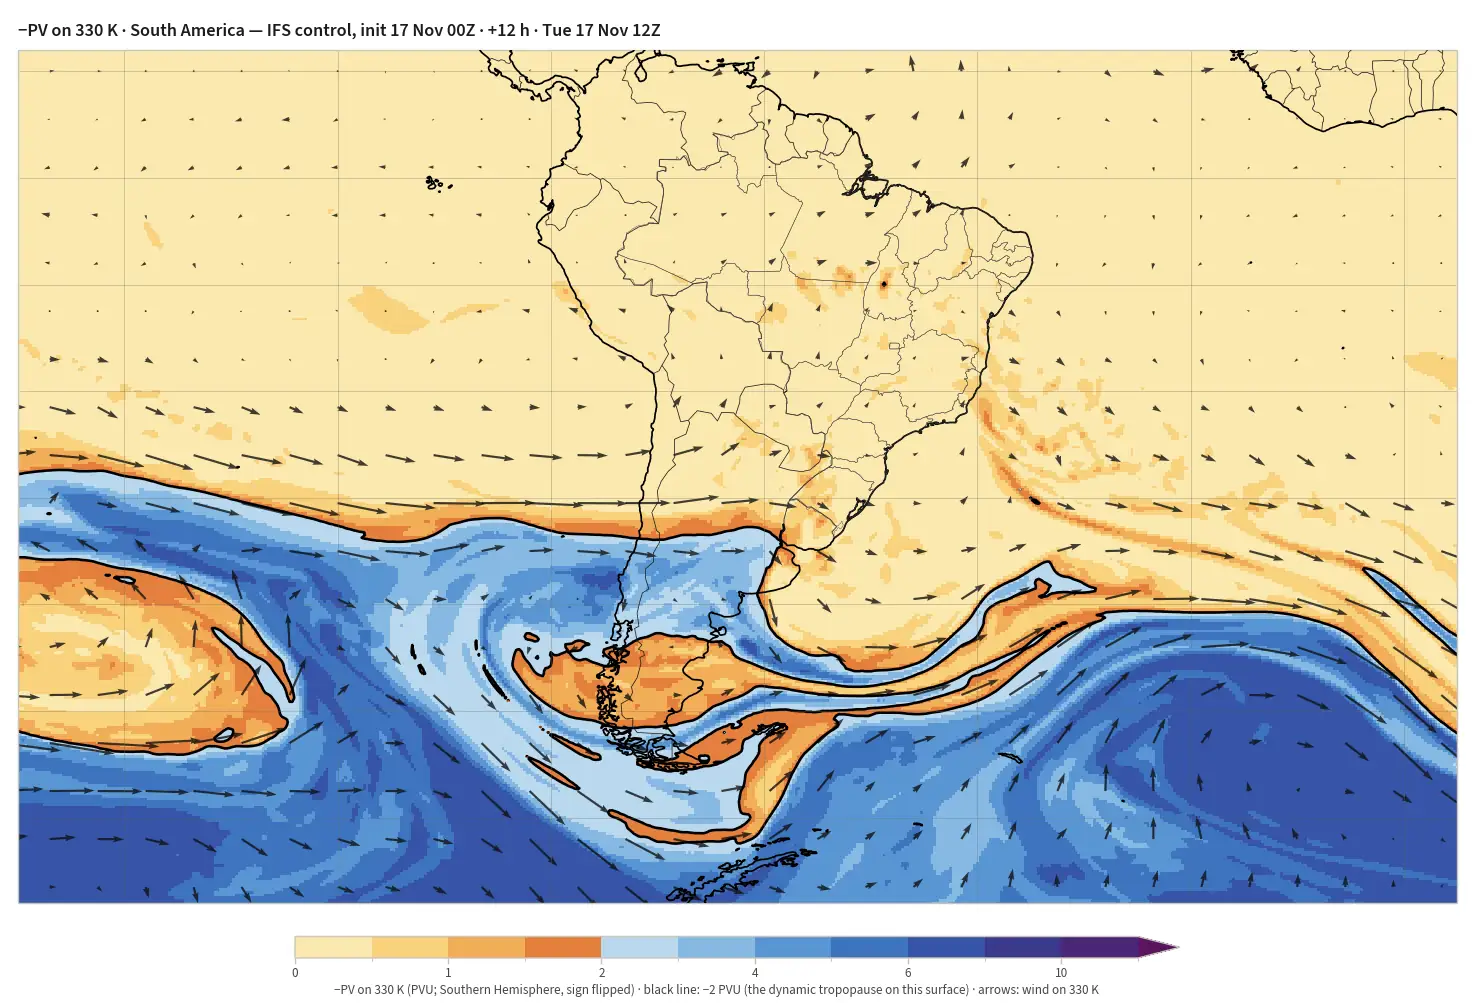 −PV on 330 K · South America — IFS control, init 17 Nov 00Z · +12 h · Tue 17 Nov 12Z
0 1 2 4 6 10
−PV on 330 K (PVU; Southern Hemisphere, sign flipped) · black line: −2 PVU (the dynamic tropopause on this surface) · arrows: wind on 330 K